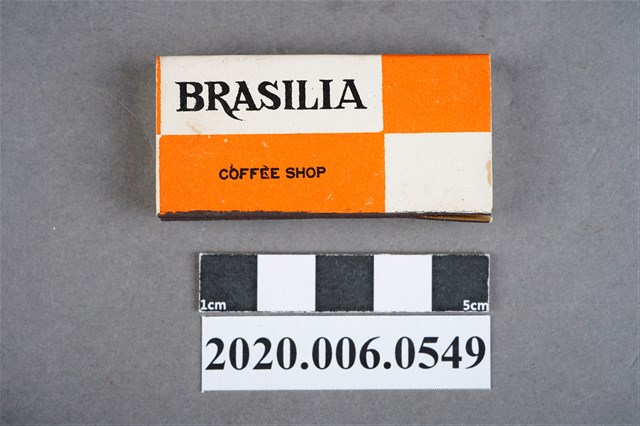 BRASILIA
COFFEE SHOP
1cm 5cm
2020.006.0549